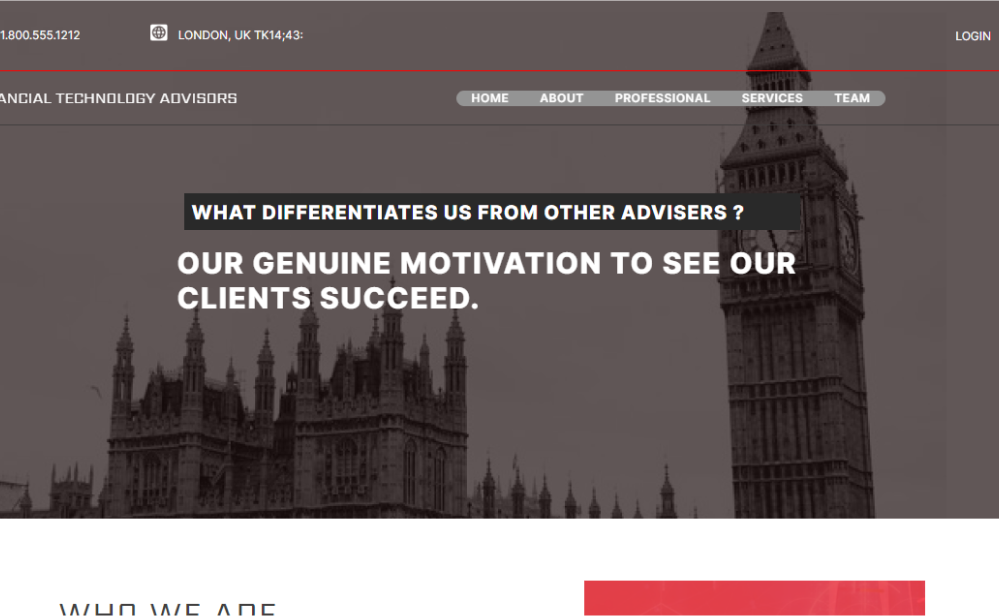 1.800.555.1212
LONDON, UK TK14;43:
LOGIN
ANCIAL TECHNOLOGY ADVISORS
HOME ABOUT PROFESSIONAL SERVICES TEAM
WHAT DIFFERENTIATES US FROM OTHER ADVISERS ?
OUR GENUINE MOTIVATION TO SEE OUR
CLIENTS SUCCEED.
WHO WE ARE